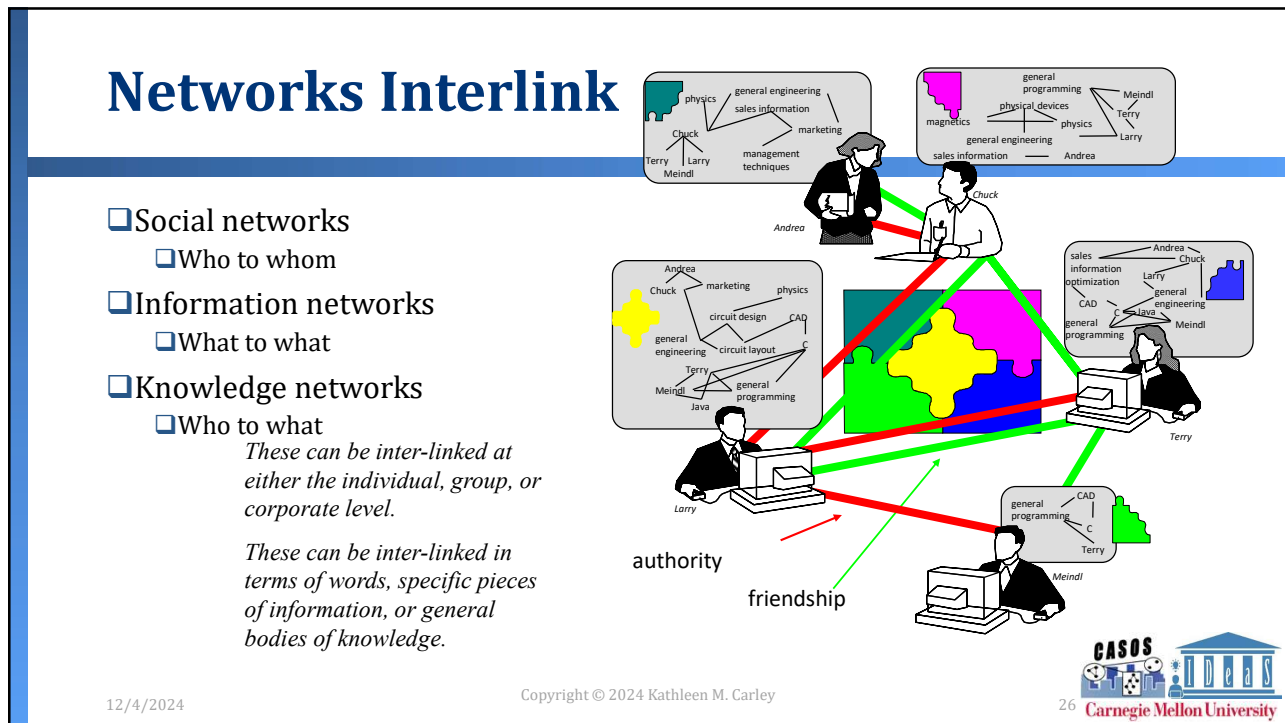 Networks Interlink
❑Social networks
❑Who to whom
❑Information networks
❑What to what
❑Knowledge networks
❑Who to what
These can be inter-linked at
either the individual, group, or
corporate level.
These can be inter-linked in
terms of words, specific pieces
of information, or general
bodies of knowledge.
physics
general engineering
sales information
marketing
Chuck
Terry
Larry
Meindl
management
techniques
Andrea
general
programming
Meindl
physical devices
Terry
magnetics
physics
Larry
general engineering
sales information
Andrea
Chuck
Andrea
Chuck
marketing
physics
circuit design
CAD
general
engineering
circuit layout
C
Terry
Meindl
general
programming
Java
Larry
sales
information
optimization
Andrea
Chuck
Larry
CAD
general
engineering
C
Java
general
programming
Meindl
Terry
general
programming
CAD
C
Terry
Meindl
authority
friendship
12/4/2024
Copyright © 2024 Kathleen M. Carley
26
CASOS
IDeaS
Carnegie Mellon University